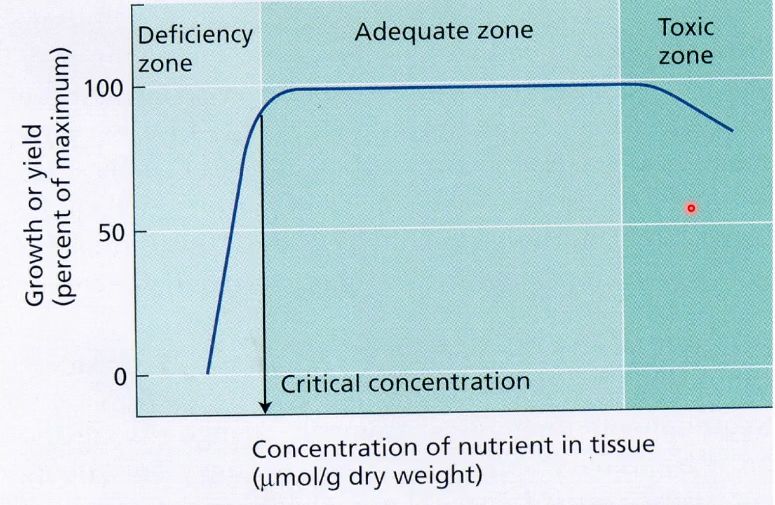 Deficiency
zone
Adequate zone
Toxic
zone
100
50
0
Growth or yield
(percent of maximum)
Critical concentration
Concentration of nutrient in tissue
(μmol/g dry weight)